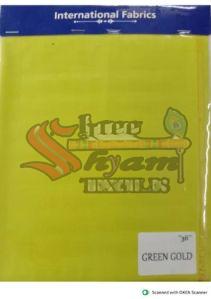 International Fabrics
Shree
Shyam
TEXTILES
"36"
GREEN GOLD
Scanned with OKEN Scanner